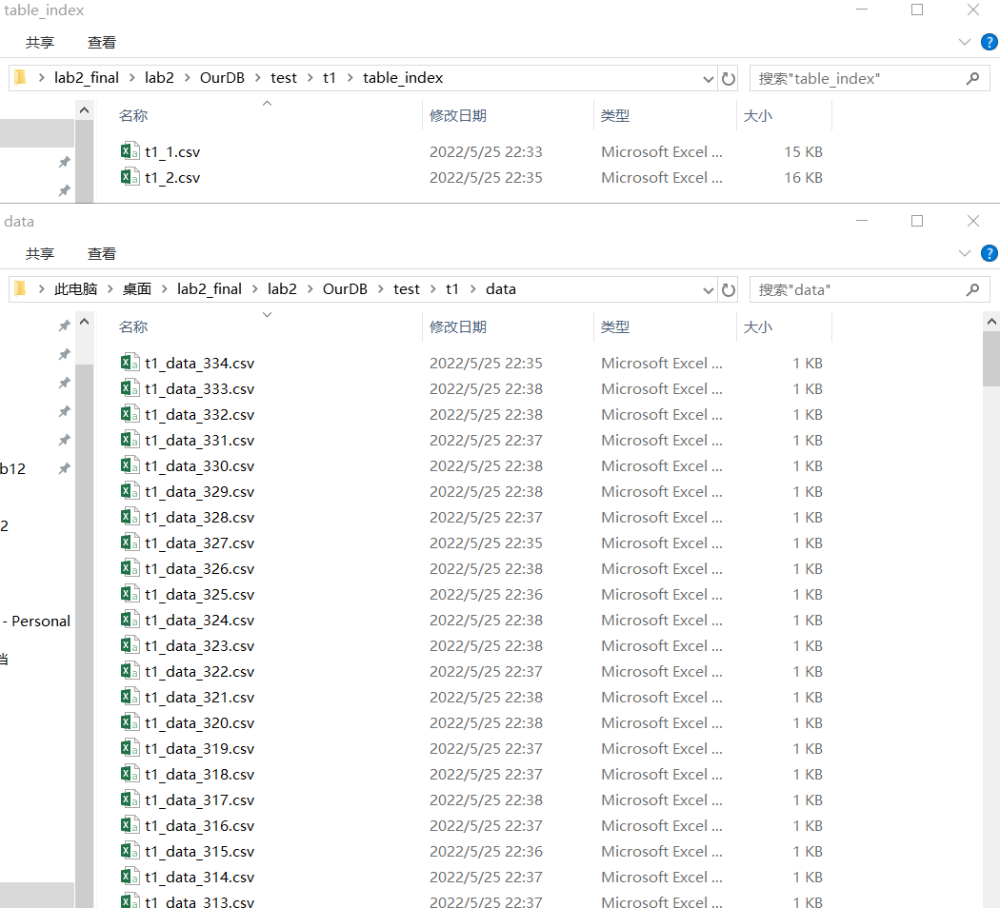 table_index
共享 查看
lab2_final lab2 OurDB test t1 table_index 搜索"table_index"
名称 修改日期 类型 大小
t1_1.csv 2022/5/25 22:33 Microsoft Excel ... 15 KB
t1_2.csv 2022/5/25 22:35 Microsoft Excel ... 16 KB
data
共享 查看
此电脑 桌面 lab2_final lab2 OurDB test t1 data 搜索"data"
名称 修改日期 类型 大小
t1_data_334.csv 2022/5/25 22:35 Microsoft Excel ... 1 KB
t1_data_333.csv 2022/5/25 22:38 Microsoft Excel ... 1 KB
t1_data_332.csv 2022/5/25 22:38 Microsoft Excel ... 1 KB
t1_data_331.csv 2022/5/25 22:37 Microsoft Excel ... 1 KB
b12 t1_data_330.csv 2022/5/25 22:38 Microsoft Excel ... 1 KB
t1_data_329.csv 2022/5/25 22:38 Microsoft Excel ... 1 KB
2 t1_data_328.csv 2022/5/25 22:37 Microsoft Excel ... 1 KB
t1_data_327.csv 2022/5/25 22:35 Microsoft Excel ... 1 KB
t1_data_326.csv 2022/5/25 22:38 Microsoft Excel ... 1 KB
t1_data_325.csv 2022/5/25 22:36 Microsoft Excel ... 1 KB
- Personal t1_data_324.csv 2022/5/25 22:38 Microsoft Excel ... 1 KB
t1_data_323.csv 2022/5/25 22:38 Microsoft Excel ... 1 KB
t1_data_322.csv 2022/5/25 22:37 Microsoft Excel ... 1 KB
t1_data_321.csv 2022/5/25 22:38 Microsoft Excel ... 1 KB
t1_data_320.csv 2022/5/25 22:38 Microsoft Excel ... 1 KB
t1_data_319.csv 2022/5/25 22:37 Microsoft Excel ... 1 KB
t1_data_318.csv 2022/5/25 22:37 Microsoft Excel ... 1 KB
t1_data_317.csv 2022/5/25 22:38 Microsoft Excel ... 1 KB
t1_data_316.csv 2022/5/25 22:37 Microsoft Excel ... 1 KB
t1_data_315.csv 2022/5/25 22:36 Microsoft Excel ... 1 KB
t1_data_314.csv 2022/5/25 22:37 Microsoft Excel ... 1 KB
t1_data_313.csv 2022/5/25 22:37 Microsoft Excel ... 1 KB